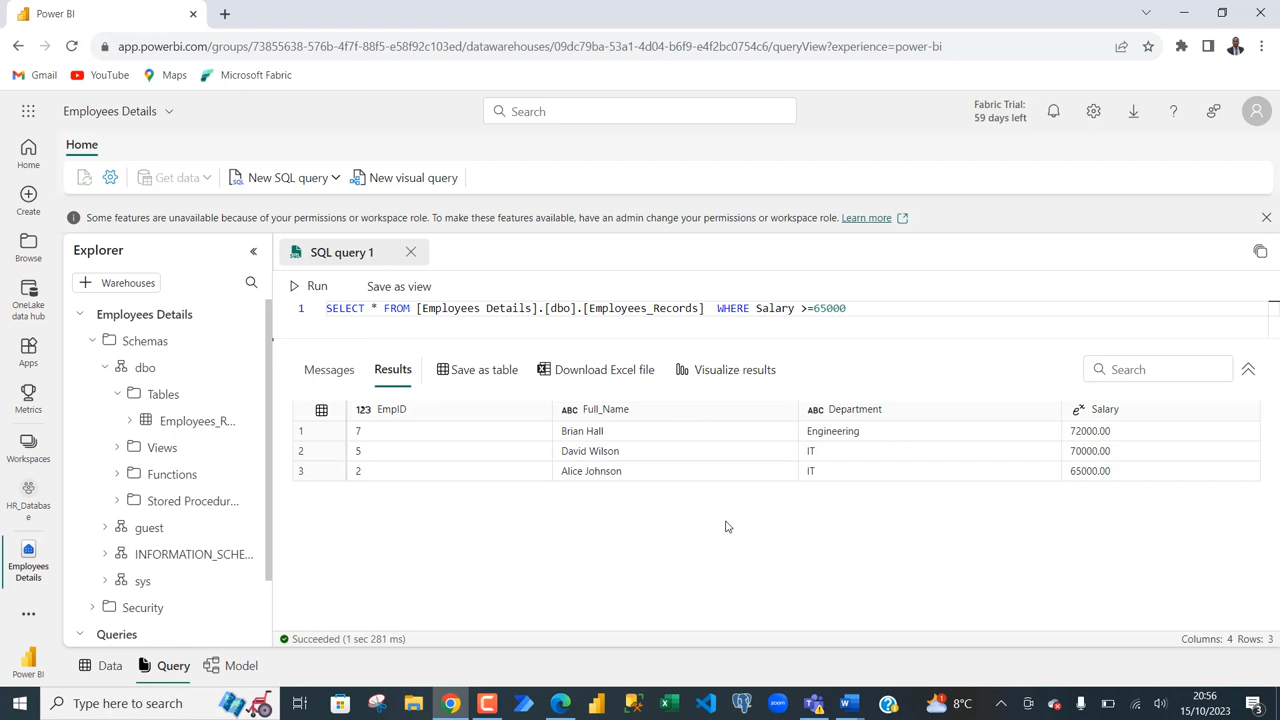 Power BI
app.powerbi.com/groups/73855638-576b-4f7f-88f5-e58f92c103ed/datawarehouses/09dc79ba-53a1-4d04-b6f9-e4f2bc0754c6/queryView?experience=power-bi
Gmail YouTube Maps Microsoft Fabric
Employees Details Search Fabric Trial:
59 days left
Home
Get data New SQL query New visual query
Some features are unavailable because of your permissions or workspace role. To make these features available, have an admin change your permissions or workspace role. Learn more
Home
Create
Browse
OneLake
data hub
Apps
Metrics
Workspaces
HR_Databas
e
Employees
Details
Power BI
Explorer
Warehouses
Employees Details
Schemas
dbo
Tables
Employees_R...
Views
Functions
Stored Procedur...
guest
INFORMATION_SCHE...
sys
Security
Queries
SQL query 1
Run Save as view
1 SELECT * FROM [Employees Details].[dbo].[Employees_Records] WHERE Salary >=65000
Messages Results Save as table Download Excel file Visualize results Search
123 EmpID ABC Full_Name ABC Department Salary
1 7 Brian Hall Engineering 72000.00
2 5 David Wilson IT 70000.00
3 2 Alice Johnson IT 65000.00
Succeeded (1 sec 281 ms) Columns: 4 Rows: 3
Data Query Model
Type here to search 8°C 20:56
15/10/2023